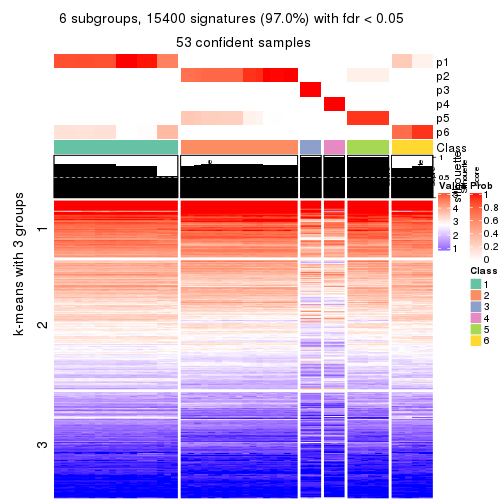 6 subgroups, 15400 signatures (97.0%) with fdr < 0.05
53 confident samples
p1
p2
p3
p4
p5
p6
Class
1
0.5
Silhouette
score
Value
4
3
2
1
Prob
1
0.8
0.6
0.4
0.2
0
Class
1
2
3
4
5
6
k-means with 3 groups
1
2
3